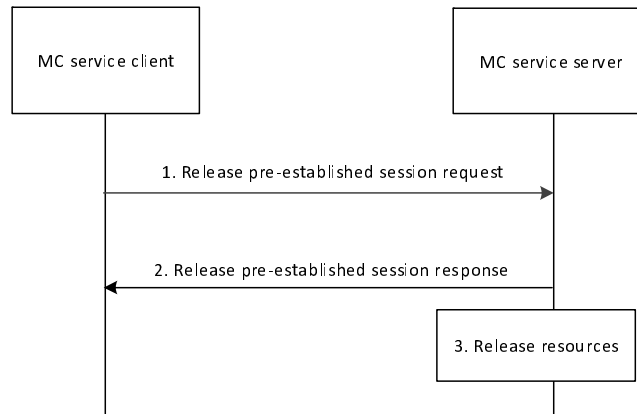 MC service client
MC service server
1. Release pre-established session request
2. Release pre-established session response
3. Release resources